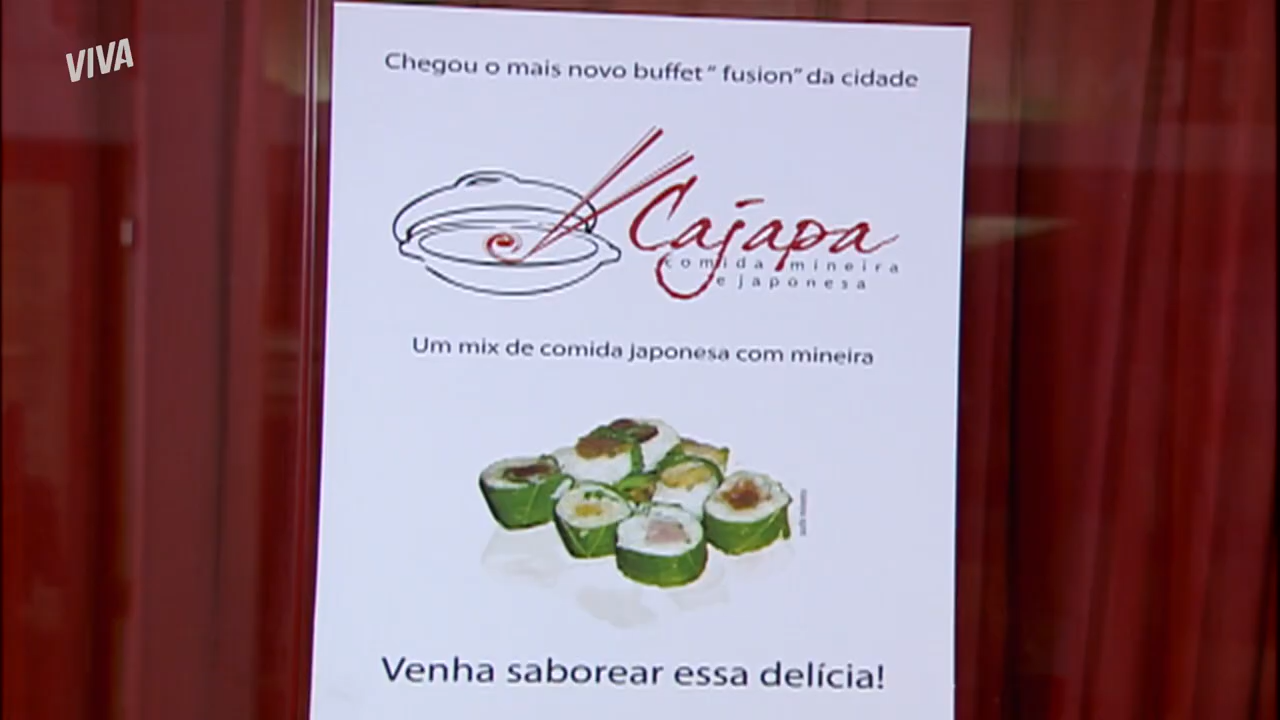 VIVA
Chegou o mais novo buffet “ fusion” da cidade
Cajapa
comida mineira
e japonesa
Um mix de comida japonesa com mineira
Venha saborear essa delícia!